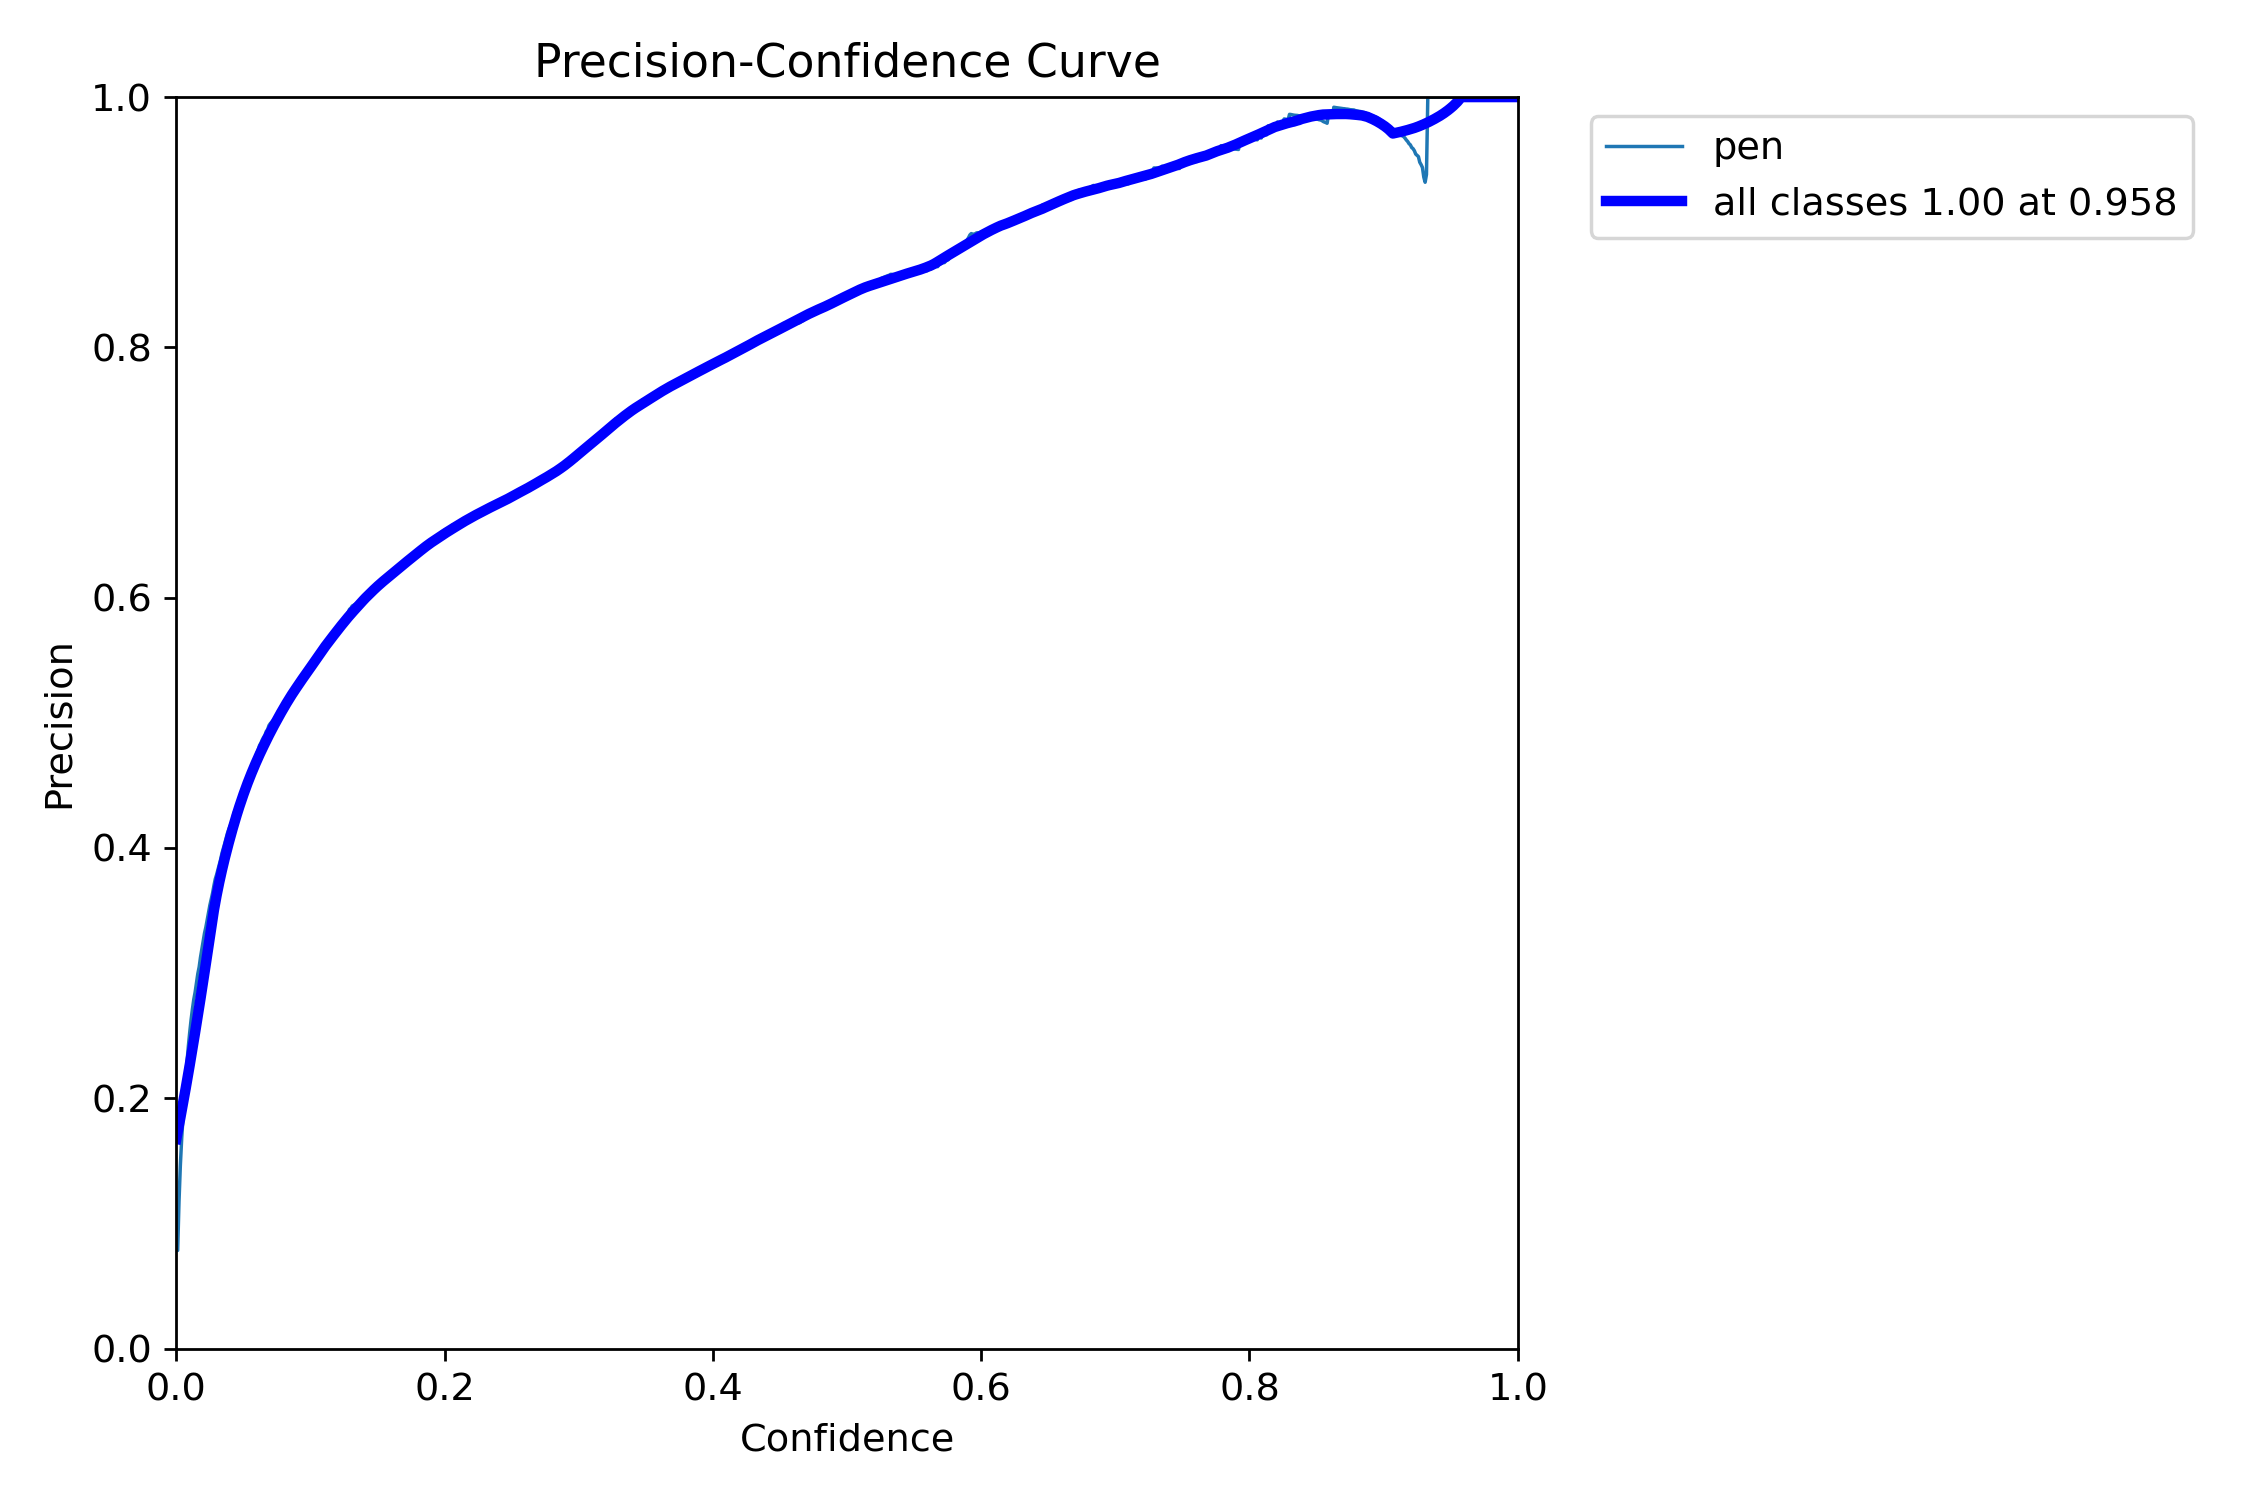 Precision-Confidence Curve
1.0
0.8
0.6
0.4
0.2
0.0
Precision
0.0 0.2 0.4 0.6 0.8 1.0
Confidence
pen
all classes 1.00 at 0.958